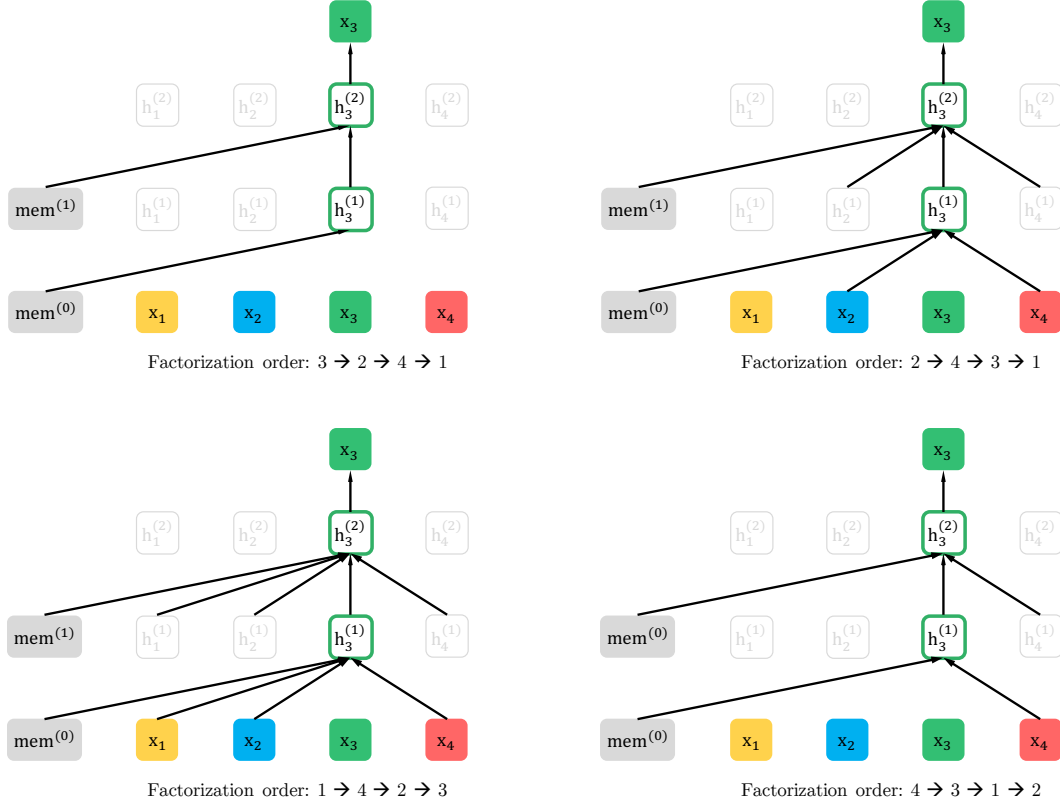 x₃
h₁⁽²⁾ h₂⁽²⁾ h₃⁽²⁾ h₄⁽²⁾
mem⁽¹⁾ h₁⁽¹⁾ h₂⁽¹⁾ h₃⁽¹⁾ h₄⁽¹⁾
mem⁽⁰⁾ x₁ x₂ x₃ x₄
Factorization order: 3 → 2 → 4 → 1
x₃
h₁⁽²⁾ h₂⁽²⁾ h₃⁽²⁾ h₄⁽²⁾
mem⁽¹⁾ h₁⁽¹⁾ h₂⁽¹⁾ h₃⁽¹⁾ h₄⁽¹⁾
mem⁽⁰⁾ x₁ x₂ x₃ x₄
Factorization order: 2 → 4 → 3 → 1
x₃
h₁⁽²⁾ h₂⁽²⁾ h₃⁽²⁾ h₄⁽²⁾
mem⁽¹⁾ h₁⁽¹⁾ h₂⁽¹⁾ h₃⁽¹⁾ h₄⁽¹⁾
mem⁽⁰⁾ x₁ x₂ x₃ x₄
Factorization order: 1 → 4 → 2 → 3
x₃
h₁⁽²⁾ h₂⁽²⁾ h₃⁽²⁾ h₄⁽²⁾
mem⁽⁰⁾ h₁⁽¹⁾ h₂⁽¹⁾ h₃⁽¹⁾ h₄⁽¹⁾
mem⁽⁰⁾ x₁ x₂ x₃ x₄
Factorization order: 4 → 3 → 1 → 2